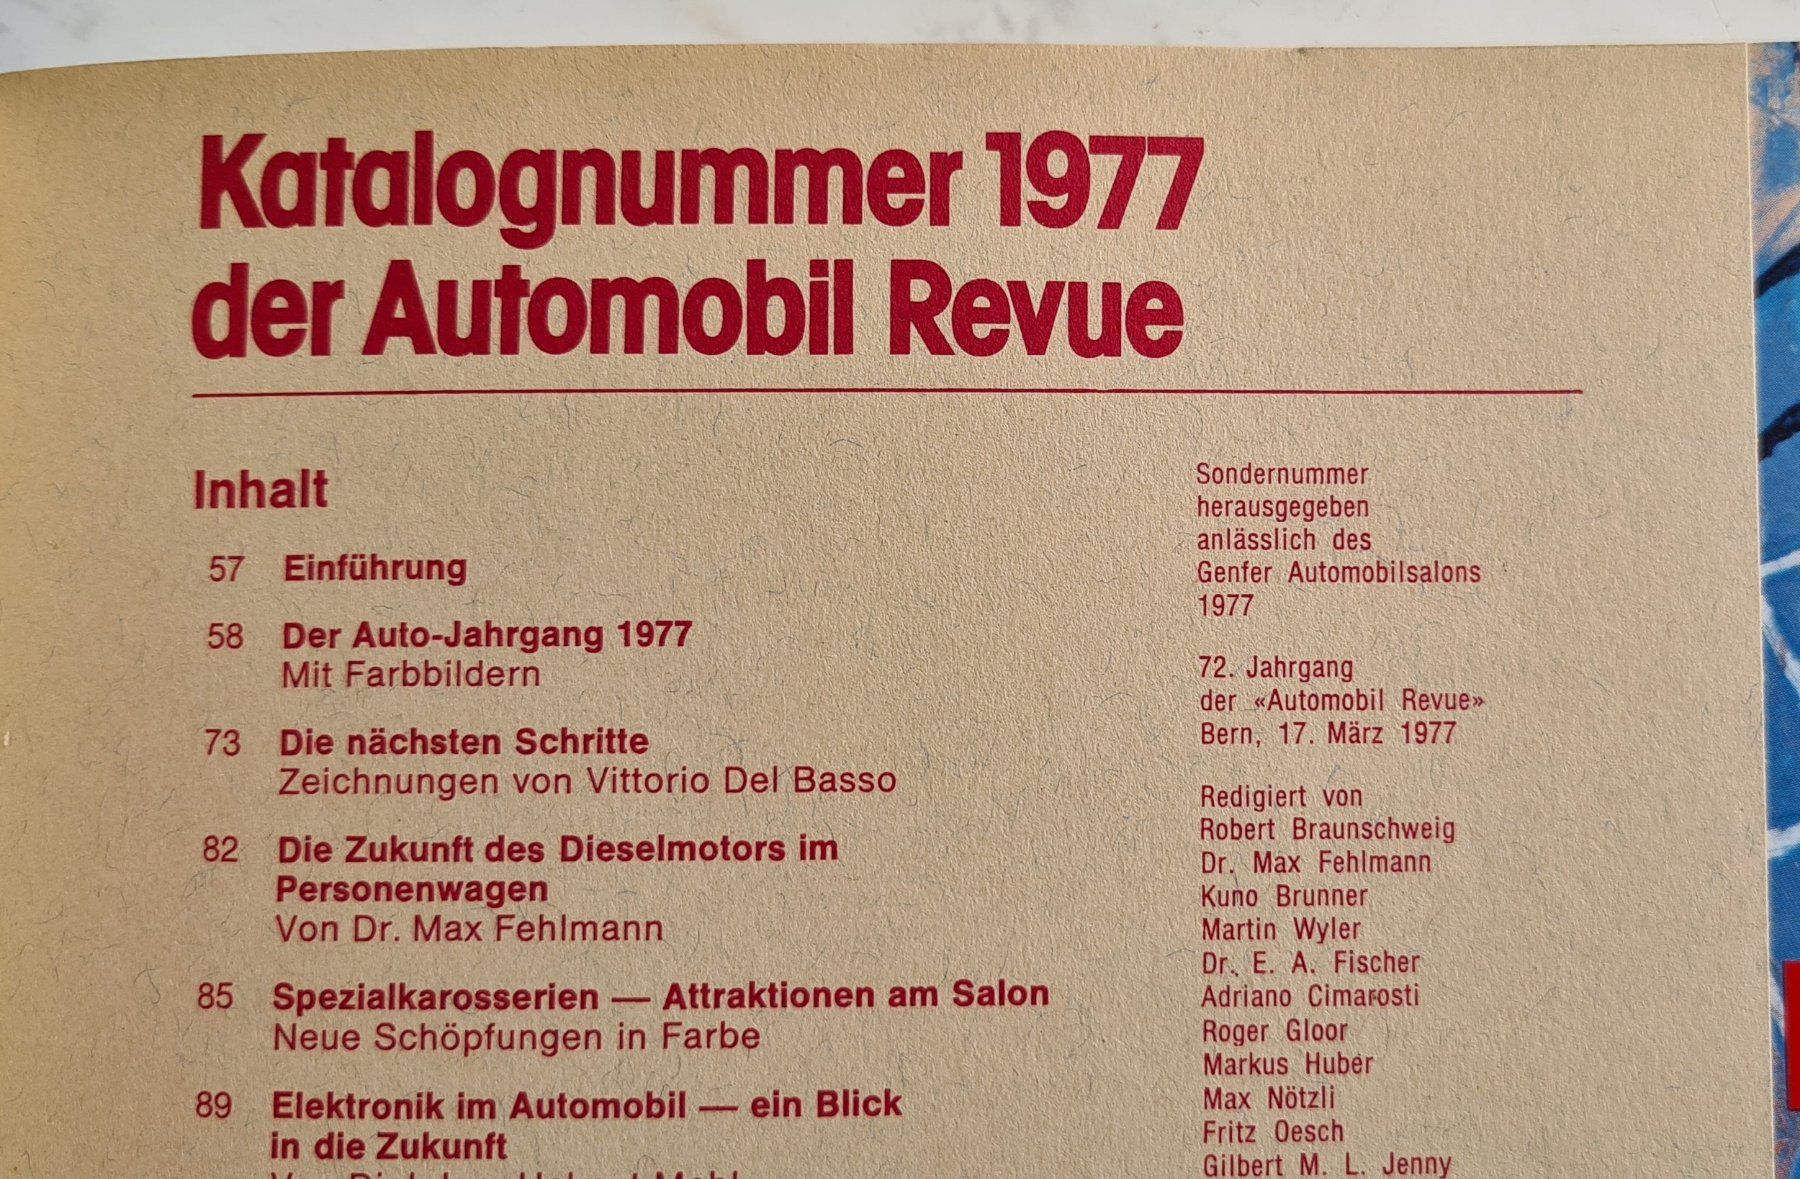 Katalognummer 1977
der Automobil Revue
Inhalt
57 Einführung
58 Der Auto-Jahrgang 1977
Mit Farbbildern
73 Die nächsten Schritte
Zeichnungen von Vittorio Del Basso
82 Die Zukunft des Dieselmotors im
Personenwagen
Von Dr. Max Fehlmann
85 Spezialkarosserien — Attraktionen am Salon
Neue Schöpfungen in Farbe
89 Elektronik im Automobil — ein Blick
in die Zukunft
Sondernummer
herausgegeben
anlässlich des
Genfer Automobilsalons
1977
72. Jahrgang
der «Automobil Revue»
Bern, 17. März 1977
Redigiert von
Robert Braunschweig
Dr. Max Fehlmann
Kuno Brunner
Martin Wyler
Dr. E. A. Fischer
Adriano Cimarosti
Roger Gloor
Markus Huber
Max Nötzli
Fritz Oesch
Gilbert M. L. Jenny